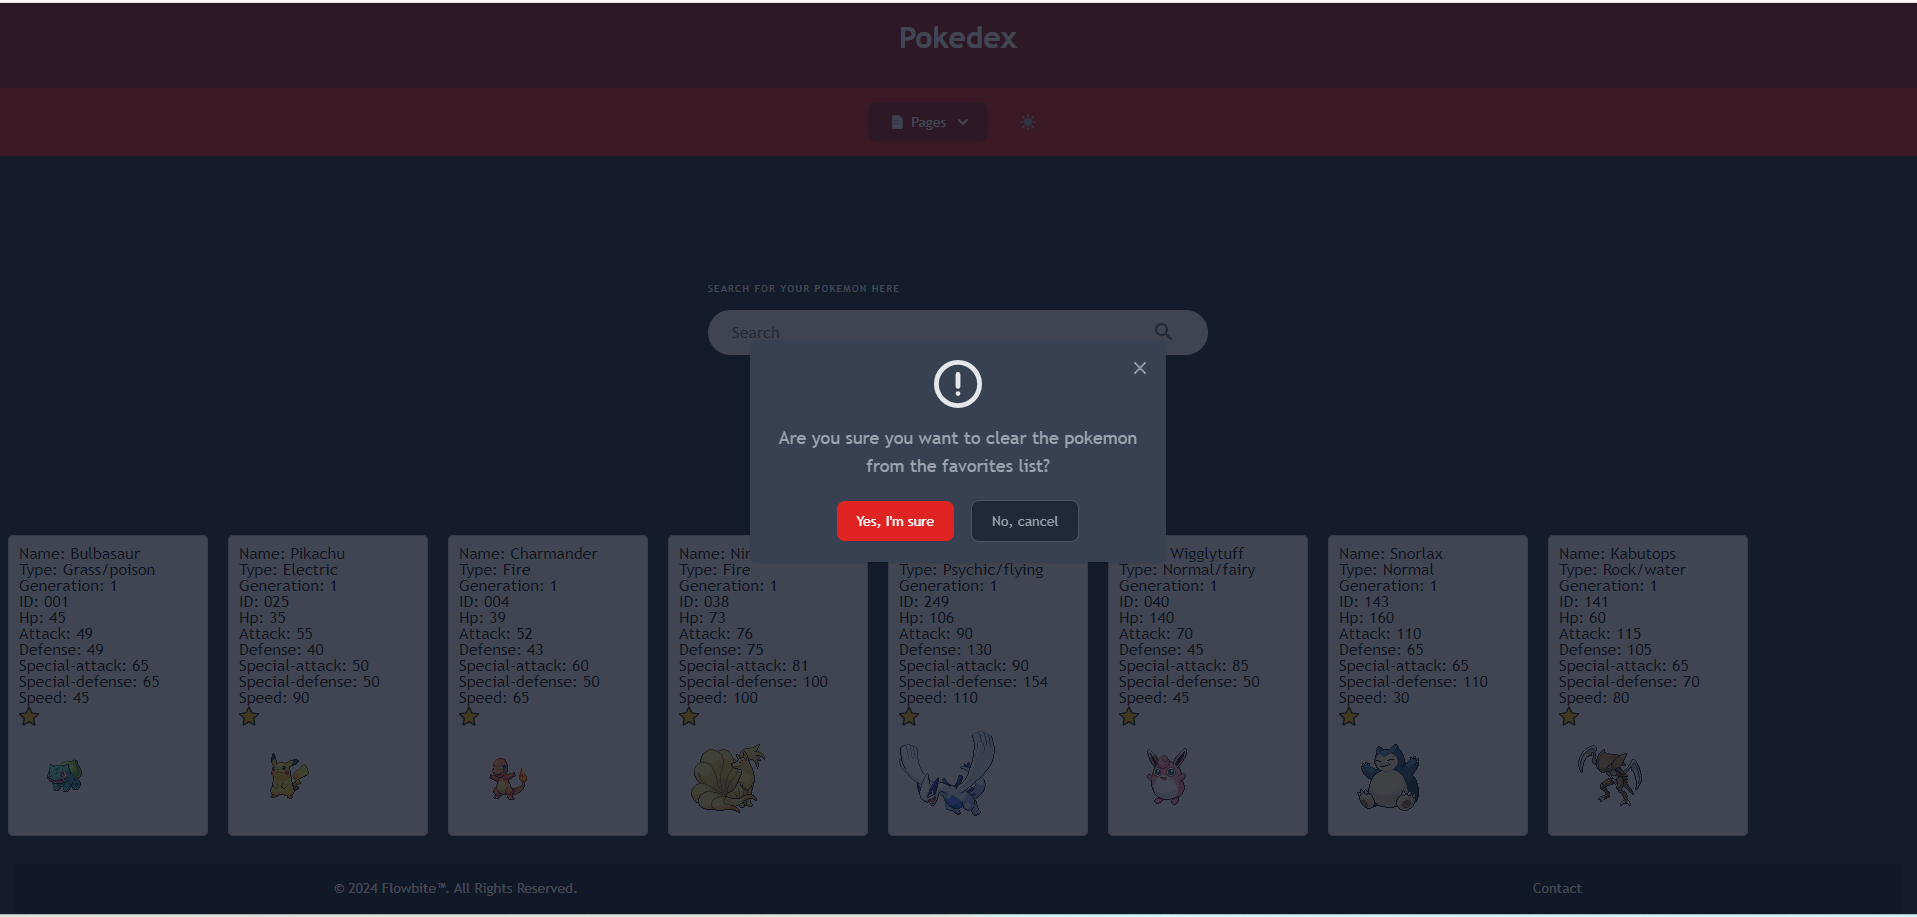 Pokedex
Pages
SEARCH FOR YOUR POKEMON HERE
Search
Are you sure you want to clear the pokemon
from the favorites list?
Yes, I'm sure
No, cancel
Name: Bulbasaur
Type: Grass/poison
Generation: 1
ID: 001
Hp: 45
Attack: 49
Defense: 49
Special-attack: 65
Special-defense: 65
Speed: 45
Name: Pikachu
Type: Electric
Generation: 1
ID: 025
Hp: 35
Attack: 55
Defense: 40
Special-attack: 50
Special-defense: 50
Speed: 90
Name: Charmander
Type: Fire
Generation: 1
ID: 004
Hp: 39
Attack: 52
Defense: 43
Special-attack: 60
Special-defense: 50
Speed: 65
Name:
Type: Fire
Generation: 1
ID: 038
Hp: 73
Attack: 76
Defense: 75
Special-attack: 81
Special-defense: 100
Speed: 100
Type: Psychic/flying
Generation: 1
ID: 249
Hp: 106
Attack: 90
Defense: 130
Special-attack: 90
Special-defense: 154
Speed: 110
Wigglytuff
Type: Normal/fairy
Generation: 1
ID: 040
Hp: 140
Attack: 70
Defense: 45
Special-attack: 85
Special-defense: 50
Speed: 45
Name: Snorlax
Type: Normal
Generation: 1
ID: 143
Hp: 160
Attack: 110
Defense: 65
Special-attack: 65
Special-defense: 110
Speed: 30
Name: Kabutops
Type: Rock/water
Generation: 1
ID: 141
Hp: 60
Attack: 115
Defense: 105
Special-attack: 65
Special-defense: 70
Speed: 80
© 2024 Flowbite™. All Rights Reserved.
Contact